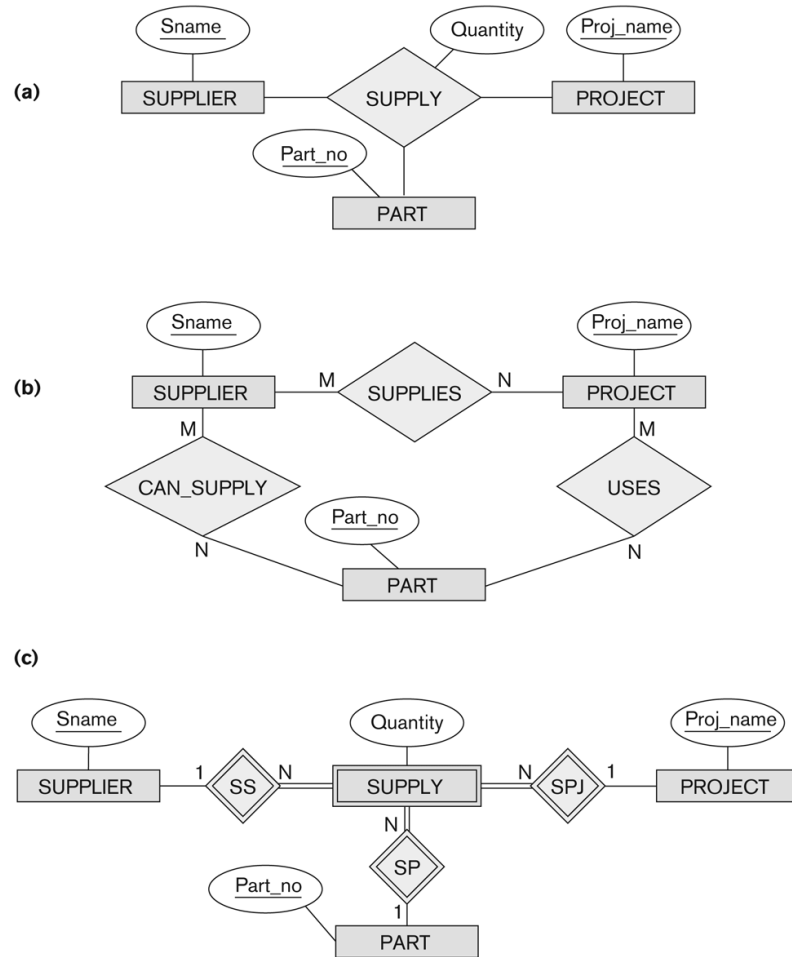 (a)
Sname
Quantity
Proj_name
SUPPLIER
SUPPLY
PROJECT
Part_no
PART
(b)
Sname
Proj_name
SUPPLIER
M
SUPPLIES
N
PROJECT
M
M
CAN_SUPPLY
USES
Part_no
N
N
PART
(c)
Sname
Quantity
Proj_name
SUPPLIER
1
SS
N
SUPPLY
N
SPJ
1
PROJECT
N
SP
Part_no
1
PART